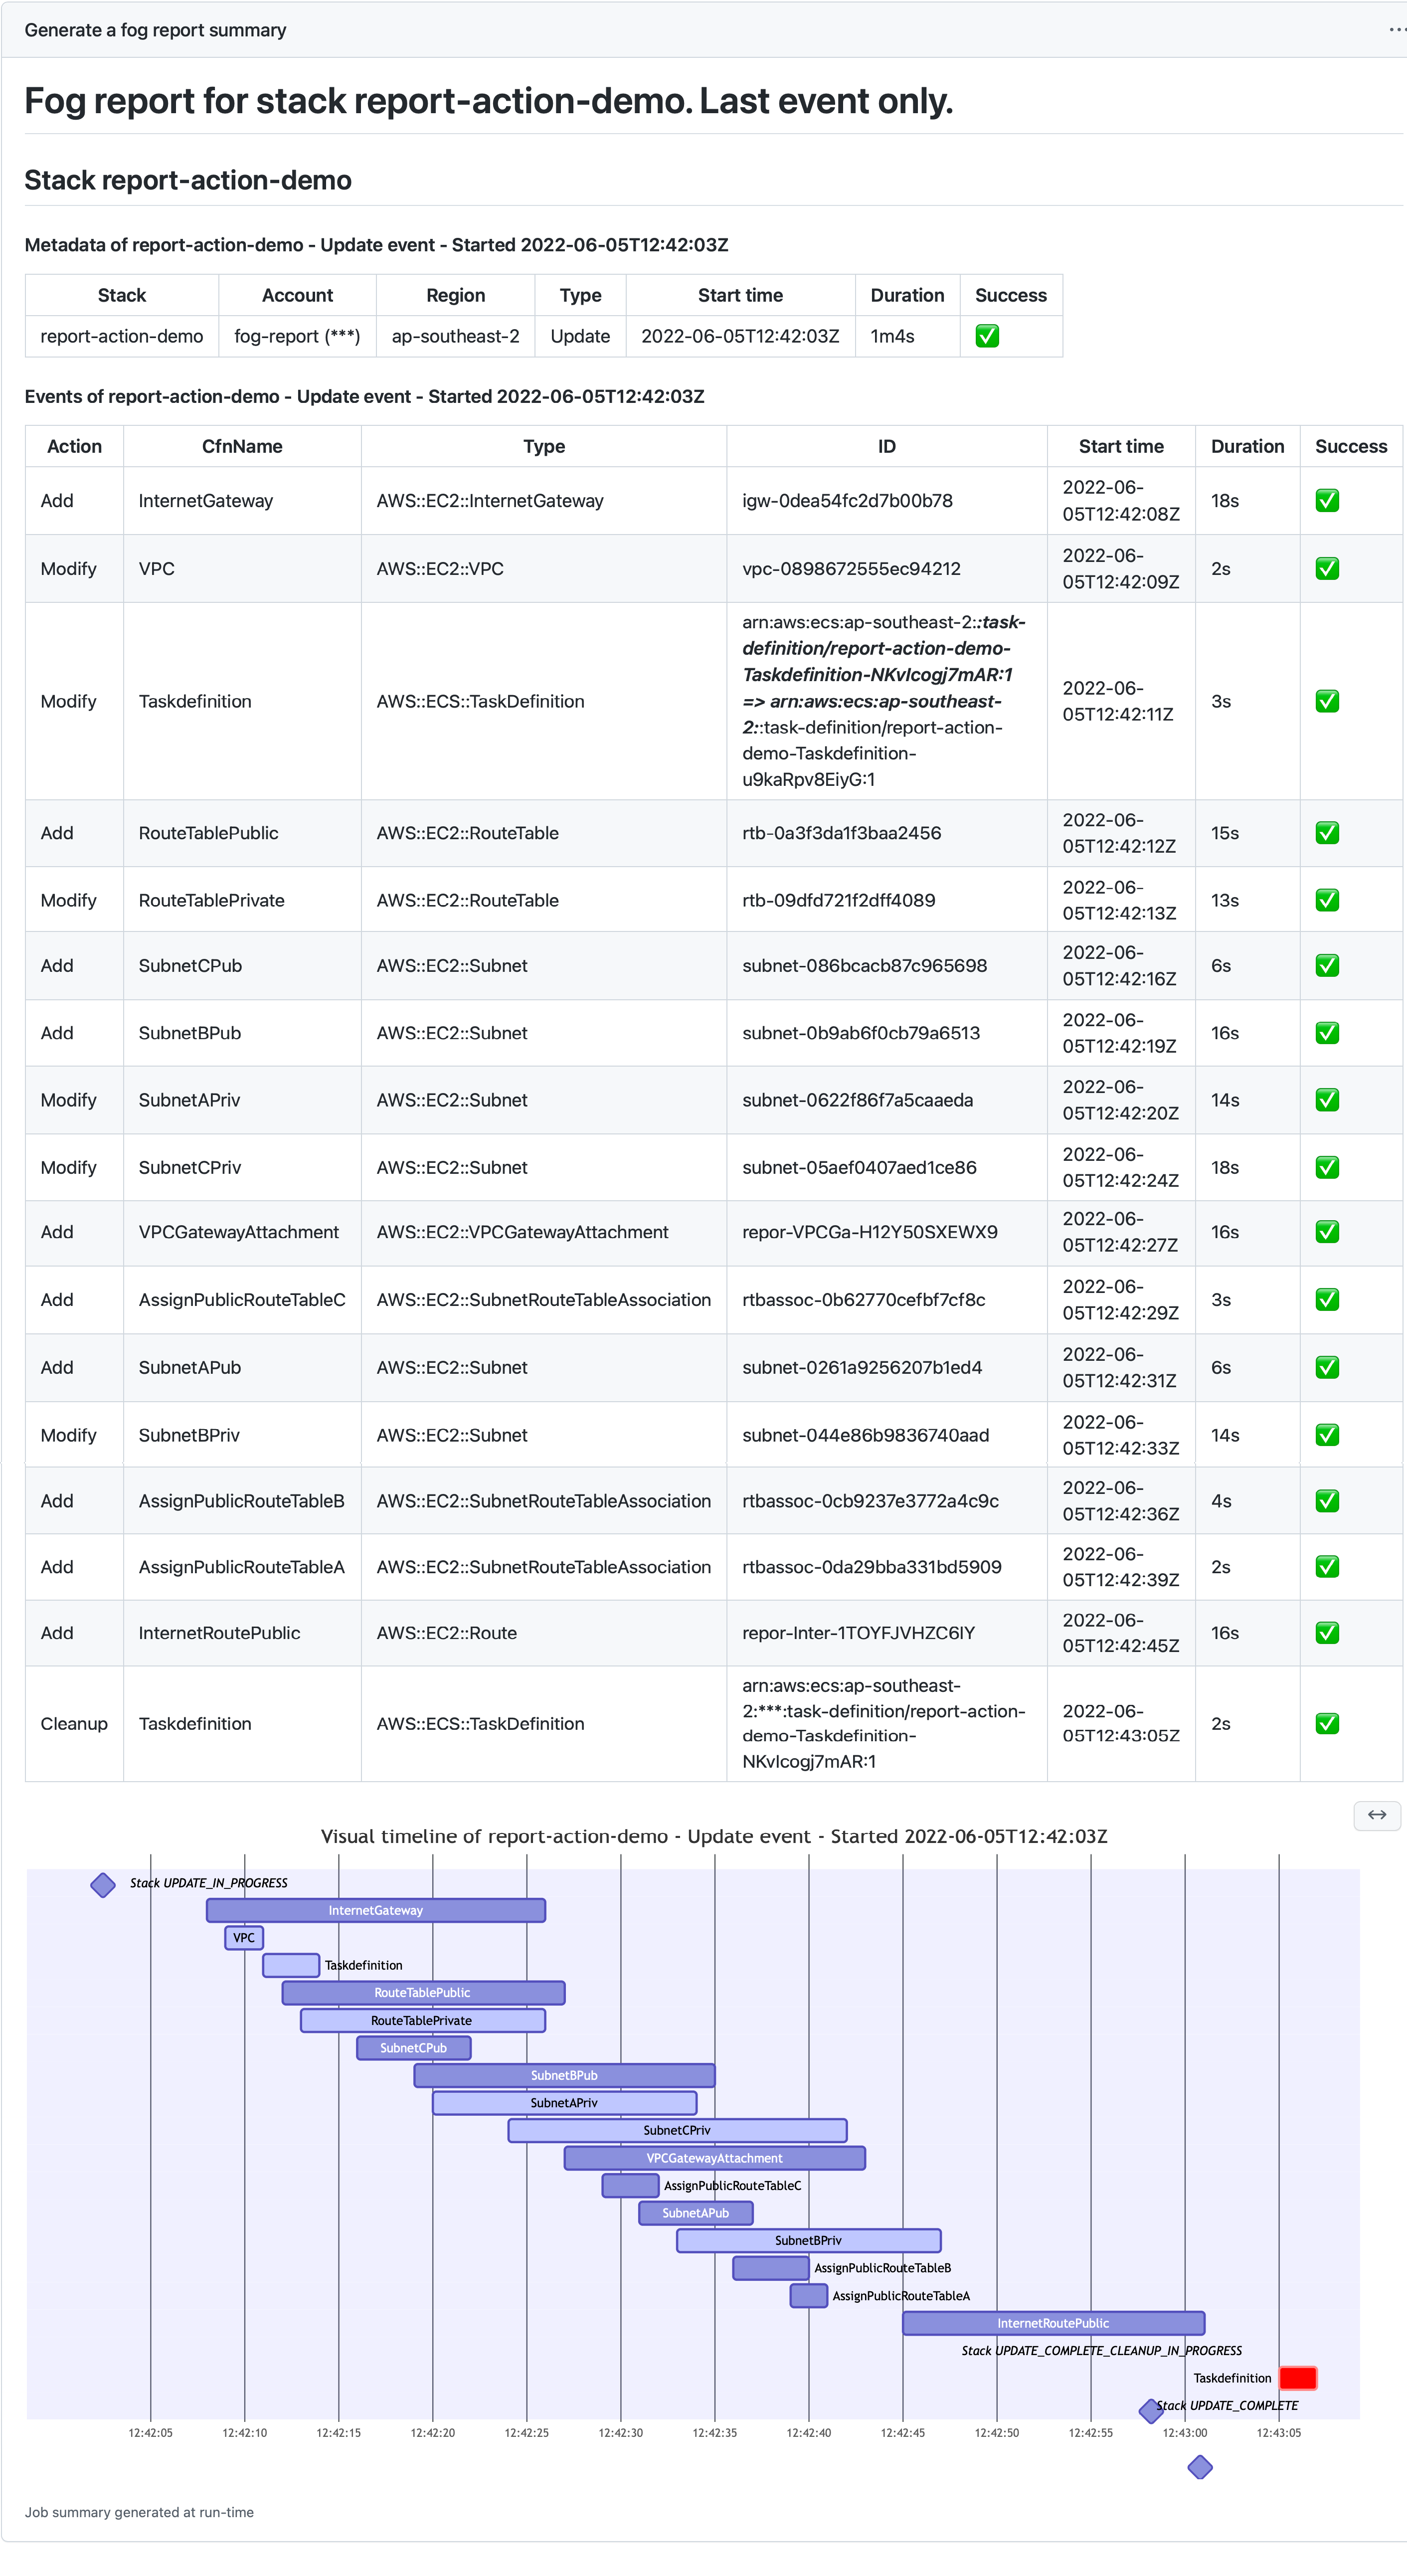 Generate a fog report summary
Fog report for stack report-action-demo. Last event only.
Stack report-action-demo
Metadata of report-action-demo - Update event - Started 2022-06-05T12:42:03Z
Stack Account Region Type Start time Duration Success
report-action-demo fog-report (***) ap-southeast-2 Update 2022-06-05T12:42:03Z 1m4s ✅
Events of report-action-demo - Update event - Started 2022-06-05T12:42:03Z
Action CfnName Type ID Start time Duration Success
Add InternetGateway AWS::EC2::InternetGateway igw-0dea54fc2d7b00b78 2022-06-
05T12:42:08Z 18s ✅
Modify VPC AWS::EC2::VPC vpc-0898672555ec94212 2022-06-
05T12:42:09Z 2s ✅
Modify Taskdefinition AWS::ECS::TaskDefinition
arn:aws:ecs:ap-southeast-2::task-
definition/report-action-demo-
Taskdefinition-NKvIcogj7mAR:1
=> arn:aws:ecs:ap-southeast-
2::task-definition/report-action-
demo-Taskdefinition-
u9kaRpv8EiyG:1
2022-06-
05T12:42:11Z 3s ✅
Add RouteTablePublic AWS::EC2::RouteTable rtb-0a3f3da1f3baa2456 2022-06-
05T12:42:12Z 15s ✅
Modify RouteTablePrivate AWS::EC2::RouteTable rtb-09dfd721f2dff4089 2022-06-
05T12:42:13Z 13s ✅
Add SubnetCPub AWS::EC2::Subnet subnet-086bcacb87c965698 2022-06-
05T12:42:16Z 6s ✅
Add SubnetBPub AWS::EC2::Subnet subnet-0b9ab6f0cb79a6513 2022-06-
05T12:42:19Z 16s ✅
Modify SubnetAPriv AWS::EC2::Subnet subnet-0622f86f7a5caaeda 2022-06-
05T12:42:20Z 14s ✅
Modify SubnetCPriv AWS::EC2::Subnet subnet-05aef0407aed1ce86 2022-06-
05T12:42:24Z 18s ✅
Add VPCGatewayAttachment AWS::EC2::VPCGatewayAttachment repor-VPCGa-H12Y50SXEWX9 2022-06-
05T12:42:27Z 16s ✅
Add AssignPublicRouteTableC AWS::EC2::SubnetRouteTableAssociation rtbassoc-0b62770cefbf7cf8c 2022-06-
05T12:42:29Z 3s ✅
Add SubnetAPub AWS::EC2::Subnet subnet-0261a9256207b1ed4 2022-06-
05T12:42:31Z 6s ✅
Modify SubnetBPriv AWS::EC2::Subnet subnet-044e86b9836740aad 2022-06-
05T12:42:33Z 14s ✅
Add AssignPublicRouteTableB AWS::EC2::SubnetRouteTableAssociation rtbassoc-0cb9237e3772a4c9c 2022-06-
05T12:42:36Z 4s ✅
Add AssignPublicRouteTableA AWS::EC2::SubnetRouteTableAssociation rtbassoc-0da29bba331bd5909 2022-06-
05T12:42:39Z 2s ✅
Add InternetRoutePublic AWS::EC2::Route repor-Inter-1TOYFJVHZC6IY 2022-06-
05T12:42:45Z 16s ✅
Cleanup Taskdefinition AWS::ECS::TaskDefinition
arn:aws:ecs:ap-southeast-
2:***:task-definition/report-action-
demo-Taskdefinition-
NKvIcogj7mAR:1
2022-06-
05T12:43:05Z 2s ✅
Visual timeline of report-action-demo - Update event - Started 2022-06-05T12:42:03Z
Stack UPDATE_IN_PROGRESS
InternetGateway
VPC
Taskdefinition
RouteTablePublic
RouteTablePrivate
SubnetCPub
SubnetBPub
SubnetAPriv
SubnetCPriv
VPCGatewayAttachment
AssignPublicRouteTableC
SubnetAPub
SubnetBPriv
AssignPublicRouteTableB
AssignPublicRouteTableA
InternetRoutePublic
Stack UPDATE_COMPLETE_CLEANUP_IN_PROGRESS
Taskdefinition
Stack UPDATE_COMPLETE
12:42:05 12:42:10 12:42:15 12:42:20 12:42:25 12:42:30 12:42:35 12:42:40 12:42:45 12:42:50 12:42:55 12:43:00 12:43:05
Job summary generated at run-time